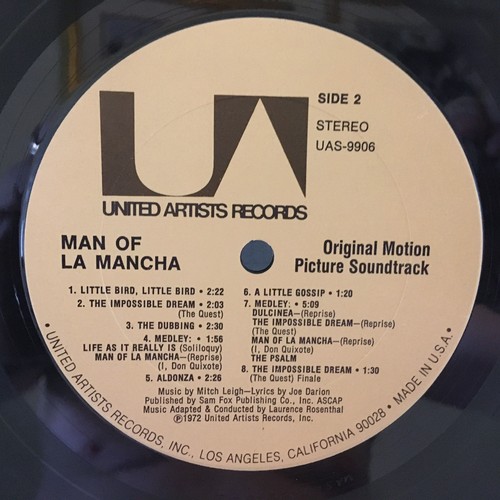 UA
SIDE 2
STEREO
UAS-9906
UNITED ARTISTS RECORDS
MAN OF
LA MANCHA
Original Motion
Picture Soundtrack
1. LITTLE BIRD, LITTLE BIRD • 2:22
2. THE IMPOSSIBLE DREAM • 2:03
(The Quest)
3. THE DUBBING • 2:30
4. MEDLEY: • 1:56
LIFE AS IT REALLY IS (Soliloquy)
MAN OF LA MANCHA—(Reprise)
(I, Don Quixote)
5. ALDONZA • 2:26
6. A LITTLE GOSSIP • 1:20
7. MEDLEY: • 5:09
DULCINEA—(Reprise)
THE IMPOSSIBLE DREAM—(Reprise)
(The Quest)
MAN OF LA MANCHA—(Reprise)
(I, Don Quixote)
THE PSALM
8. THE IMPOSSIBLE DREAM • 1:30
(The Quest) Finale
Music by Mitch Leigh—Lyrics by Joe Darion
Published by Sam Fox Publishing Co., Inc. ASCAP
Music Adapted & Conducted by Laurence Rosenthal
℗1972 United Artists Records, Inc.
• UNITED ARTISTS RECORDS, INC., LOS ANGELES, CALIFORNIA 90028 • MADE IN U.S.A. •